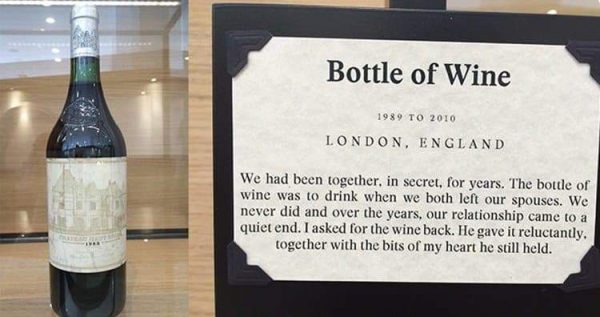 CHATEAU HAUT
Bottle of Wine
1989 TO 2010
LONDON, ENGLAND
We had been together, in secret, for years. The bottle of
wine was to drink when we both left our spouses. We
never did and over the years, our relationship came to a
quiet end. I asked for the wine back. He gave it reluctantly,
together with the bits of my heart he still held.